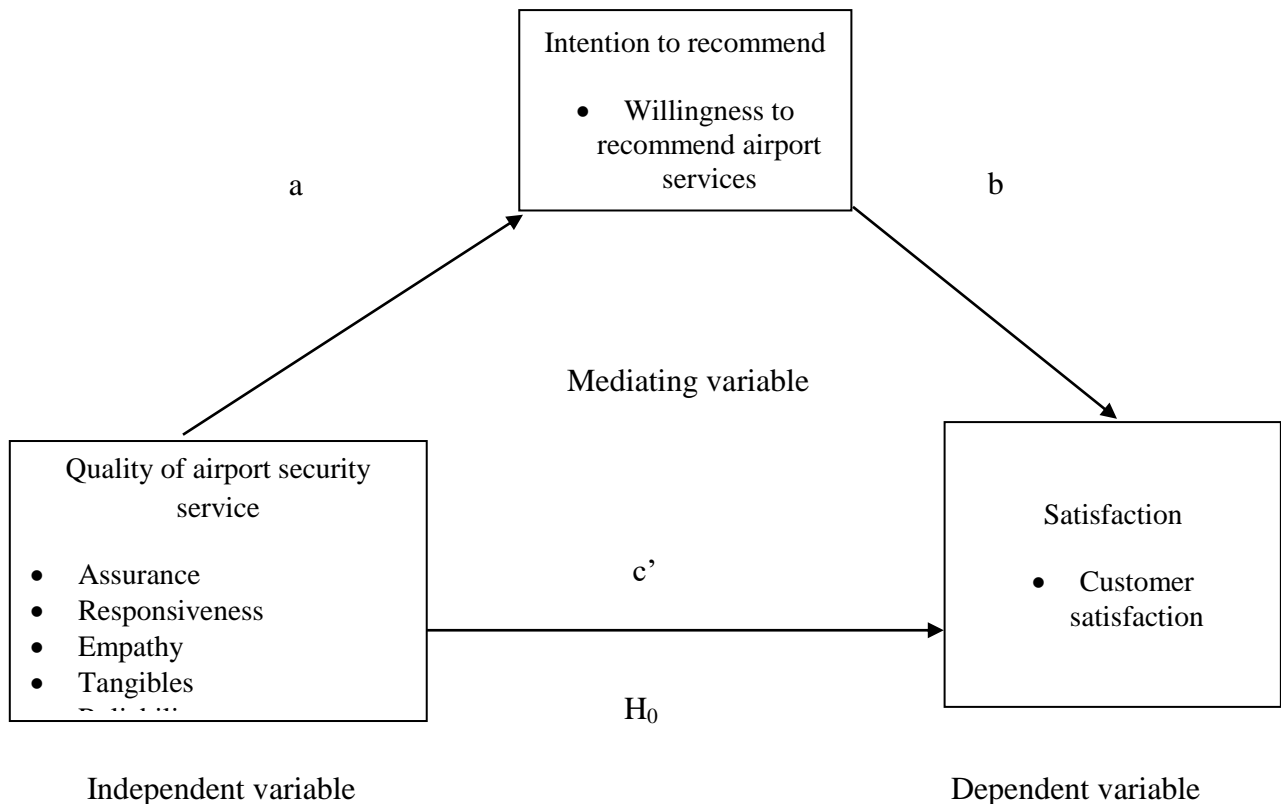 Intention to recommend
• Willingness to
recommend airport
services
a
b
Mediating variable
Quality of airport security
service
• Assurance
• Responsiveness
• Empathy
• Tangibles
Satisfaction
• Customer
satisfaction
c’
H₀
Independent variable
Dependent variable